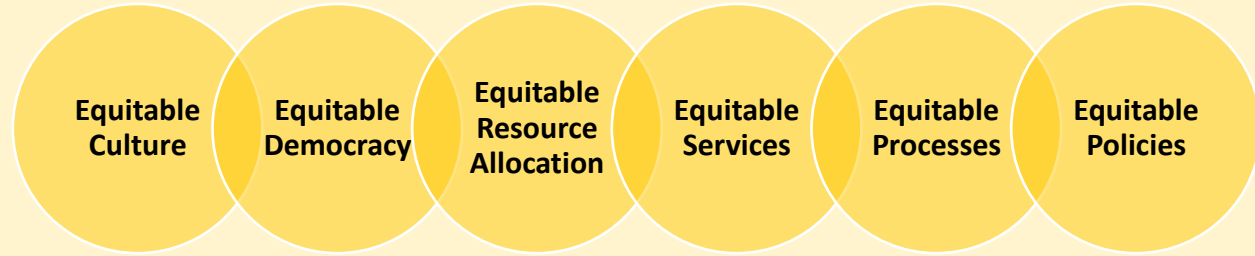 Equitable
Culture
Equitable
Democracy
Equitable
Resource
Allocation
Equitable
Services
Equitable
Processes
Equitable
Policies